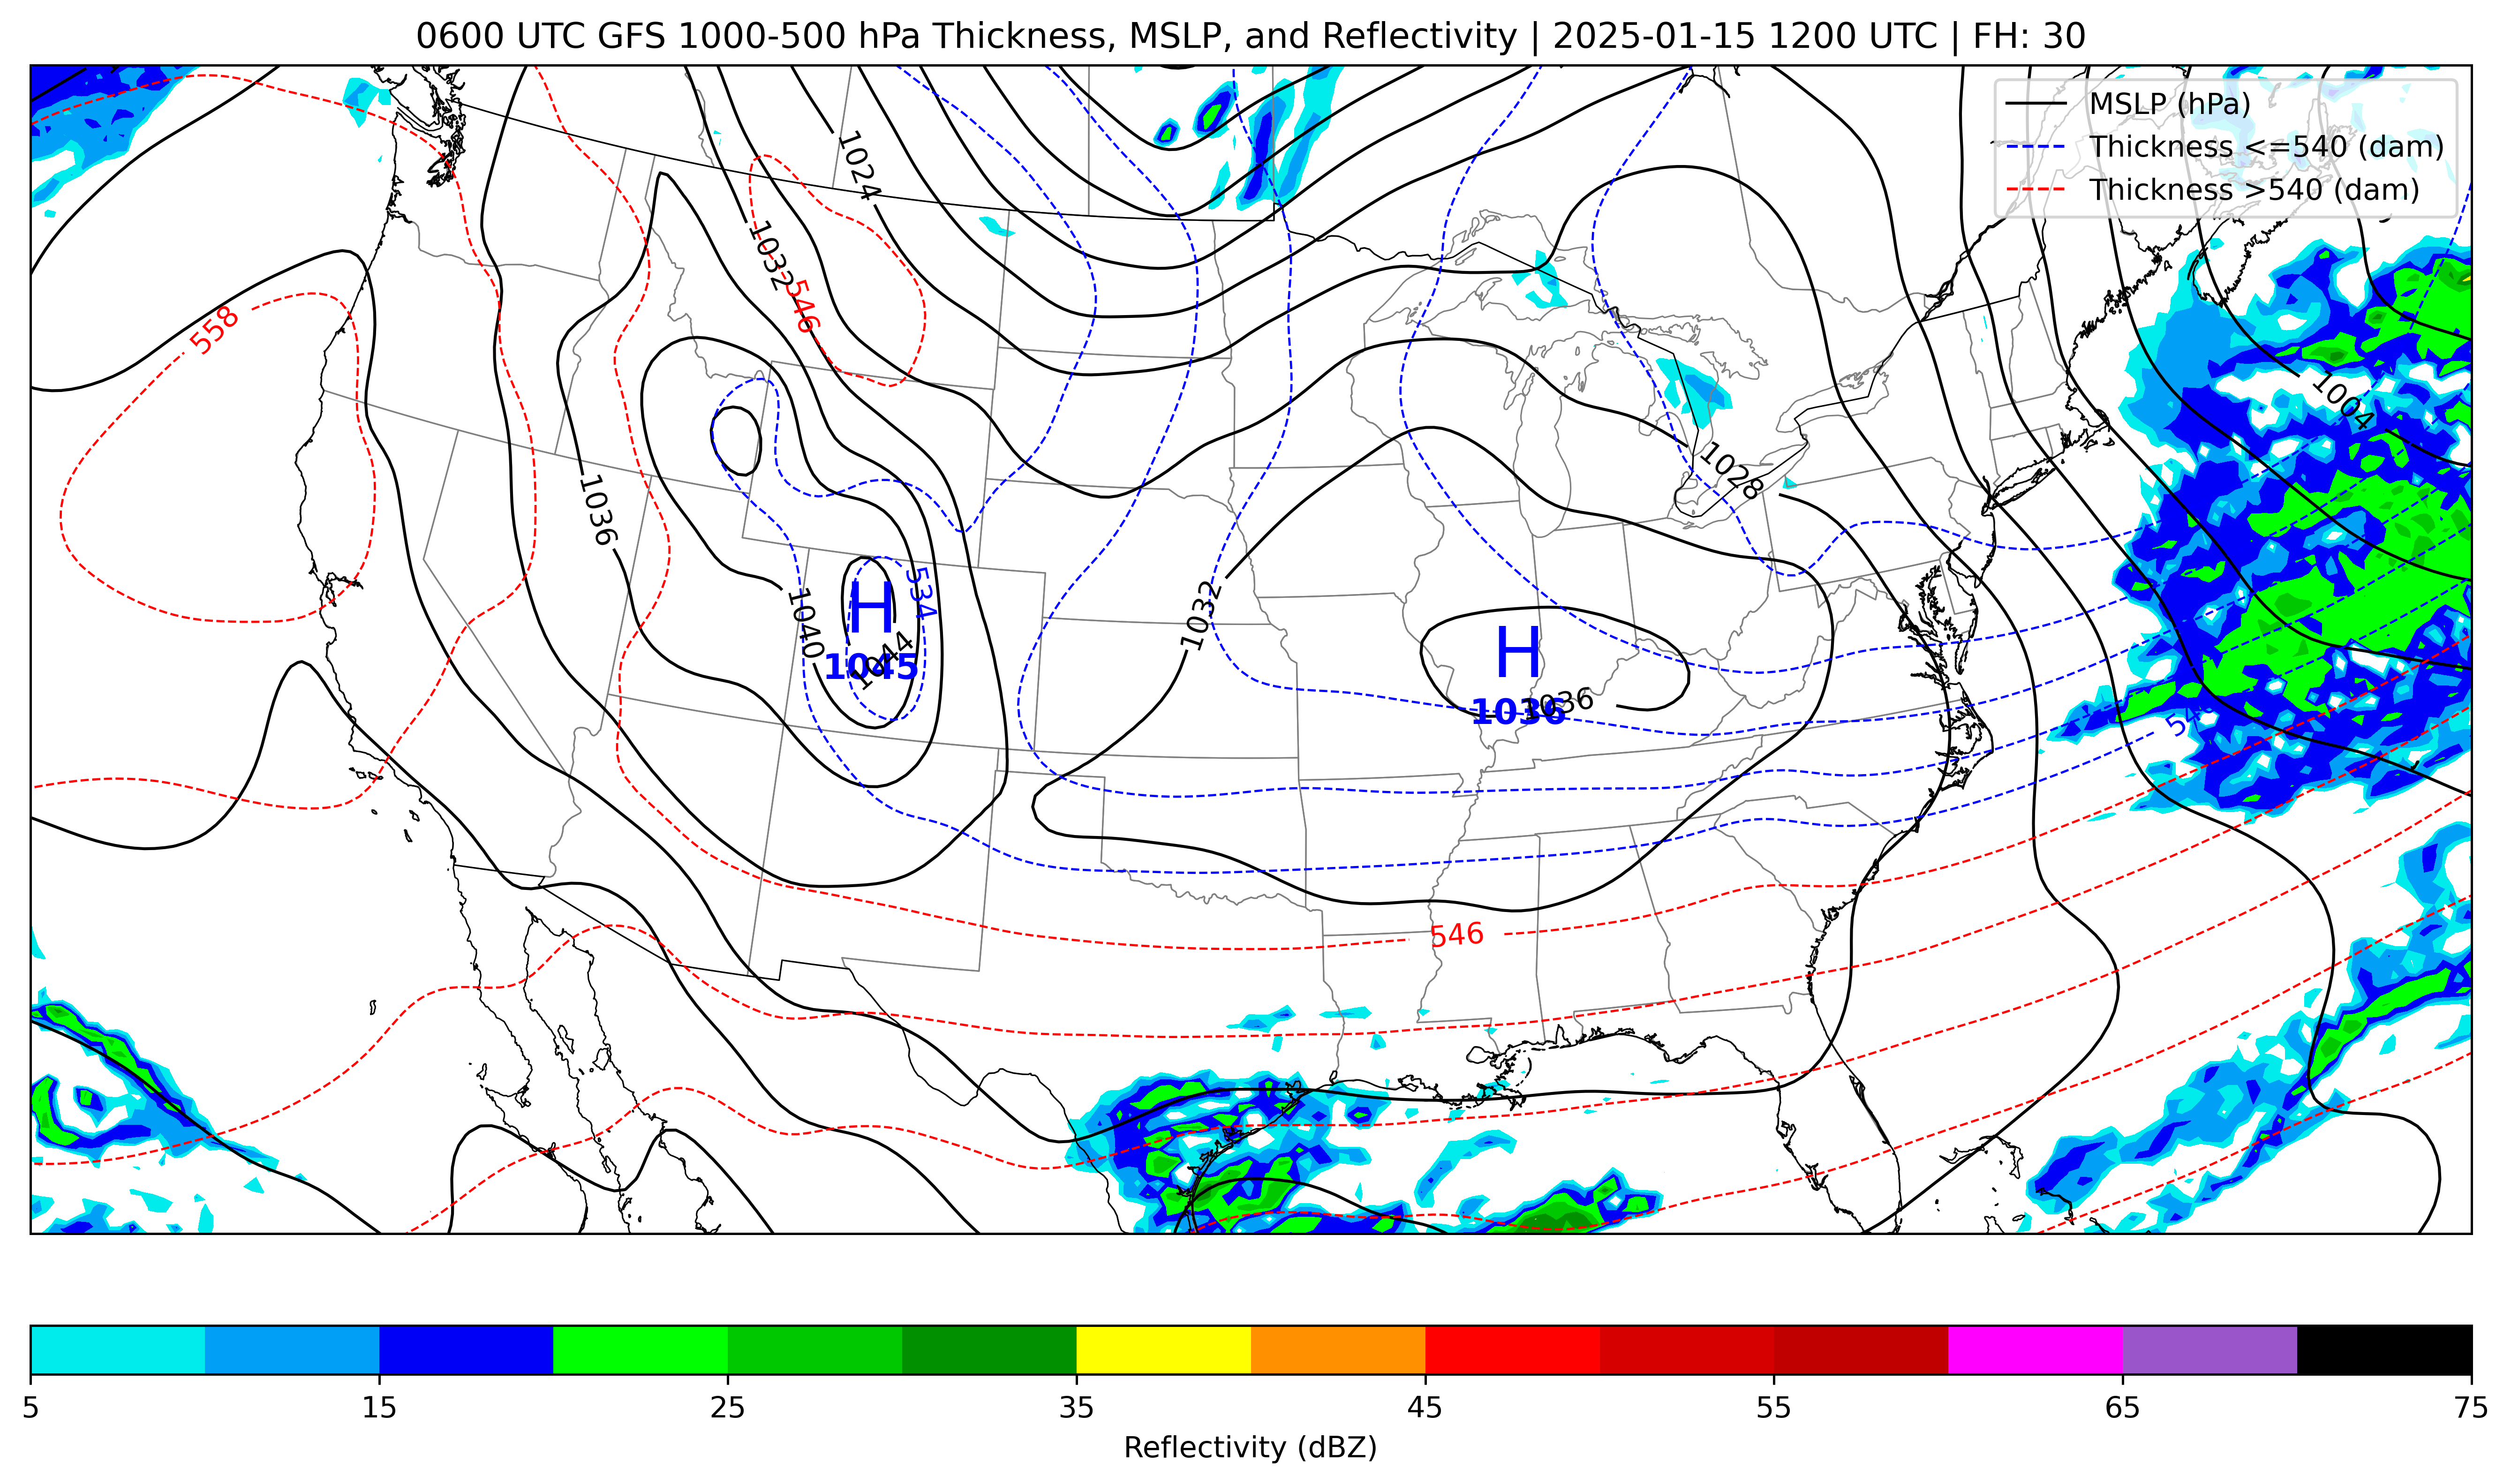 0600 UTC GFS 1000-500 hPa Thickness, MSLP, and Reflectivity | 2025-01-15 1200 UTC | FH: 30
MSLP (hPa)
Thickness <=540 (dam)
Thickness >540 (dam)
1024
1032
546
558
1004
1028
1036
534
1032
1040
H
1044
1045
H
1036
1036
546
5 15 25 35 45 55 65 75
Reflectivity (dBZ)